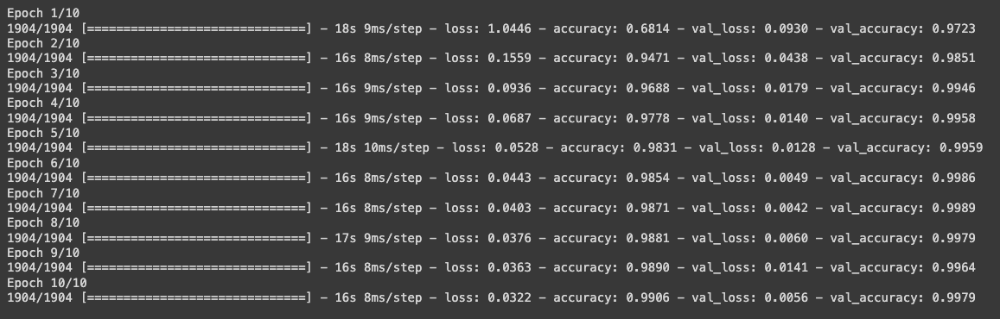 Epoch 1/10
1904/1904 [==============================] - 18s 9ms/step - loss: 1.0446 - accuracy: 0.6814 - val_loss: 0.0930 - val_accuracy: 0.9723
Epoch 2/10
1904/1904 [==============================] - 16s 8ms/step - loss: 0.1559 - accuracy: 0.9471 - val_loss: 0.0438 - val_accuracy: 0.9851
Epoch 3/10
1904/1904 [==============================] - 16s 9ms/step - loss: 0.0936 - accuracy: 0.9688 - val_loss: 0.0179 - val_accuracy: 0.9946
Epoch 4/10
1904/1904 [==============================] - 16s 9ms/step - loss: 0.0687 - accuracy: 0.9778 - val_loss: 0.0140 - val_accuracy: 0.9958
Epoch 5/10
1904/1904 [==============================] - 18s 10ms/step - loss: 0.0528 - accuracy: 0.9831 - val_loss: 0.0128 - val_accuracy: 0.9959
Epoch 6/10
1904/1904 [==============================] - 16s 8ms/step - loss: 0.0443 - accuracy: 0.9854 - val_loss: 0.0049 - val_accuracy: 0.9986
Epoch 7/10
1904/1904 [==============================] - 16s 8ms/step - loss: 0.0403 - accuracy: 0.9871 - val_loss: 0.0042 - val_accuracy: 0.9989
Epoch 8/10
1904/1904 [==============================] - 17s 9ms/step - loss: 0.0376 - accuracy: 0.9881 - val_loss: 0.0060 - val_accuracy: 0.9979
Epoch 9/10
1904/1904 [==============================] - 16s 8ms/step - loss: 0.0363 - accuracy: 0.9890 - val_loss: 0.0141 - val_accuracy: 0.9964
Epoch 10/10
1904/1904 [==============================] - 16s 8ms/step - loss: 0.0322 - accuracy: 0.9906 - val_loss: 0.0056 - val_accuracy: 0.9979